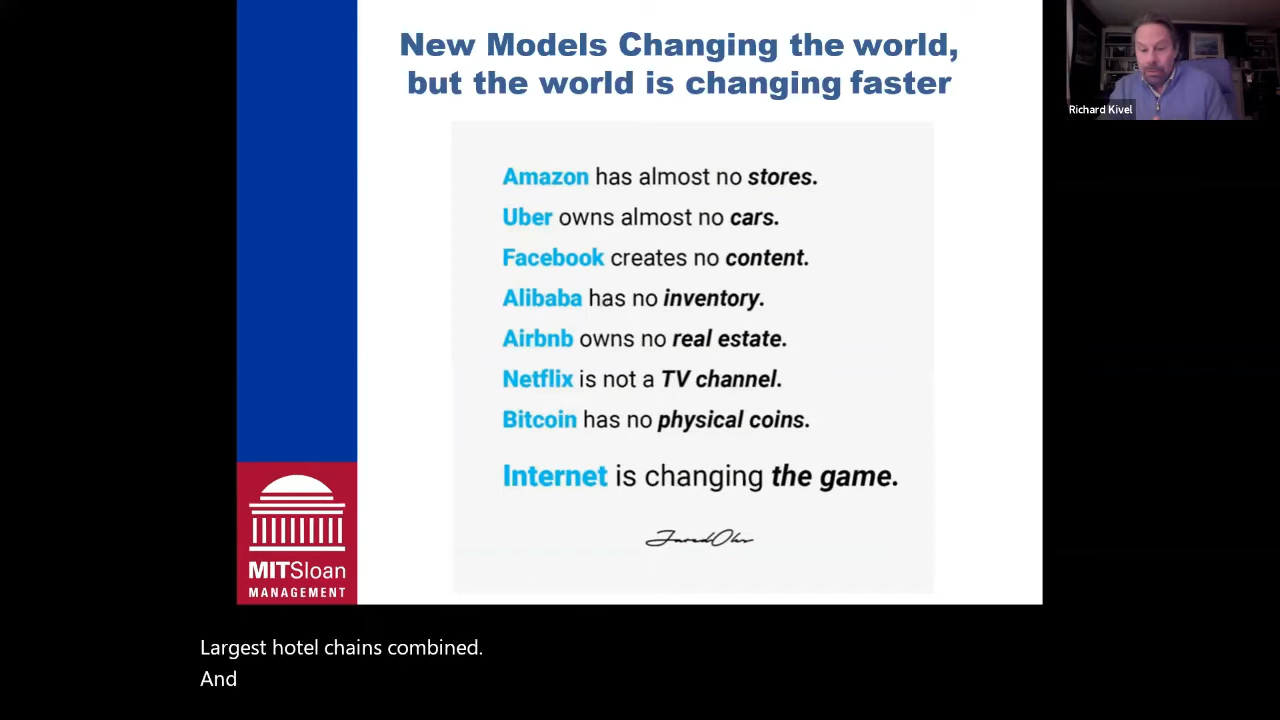 New Models Changing the world,
but the world is changing faster
Richard Kivel
Amazon has almost no stores.
Uber owns almost no cars.
Facebook creates no content.
Alibaba has no inventory.
Airbnb owns no real estate.
Netflix is not a TV channel.
Bitcoin has no physical coins.
Internet is changing the game.
MITSloan
MANAGEMENT
Largest hotel chains combined.
And